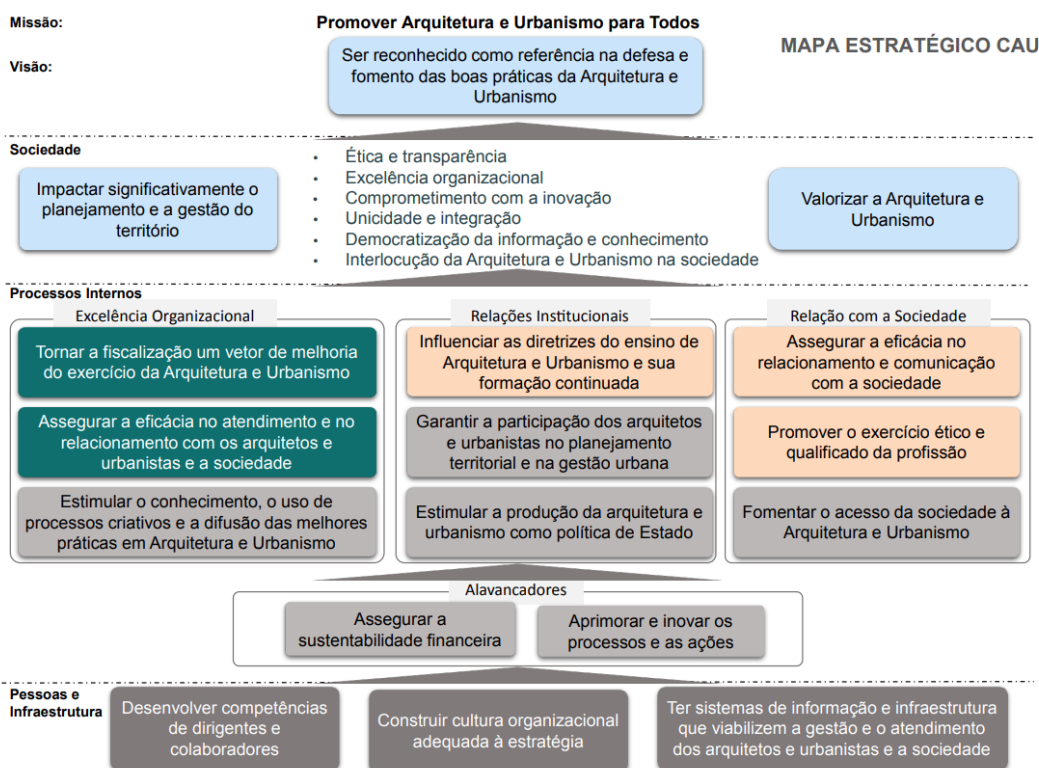 Missão:
Promover Arquitetura e Urbanismo para Todos
MAPA ESTRATÉGICO CAU
Visão:
Ser reconhecido como referência na defesa e
fomento das boas práticas da Arquitetura e
Urbanismo
Sociedade
Impactar significativamente o
planejamento e a gestão do
território
• Ética e transparência
• Excelência organizacional
• Comprometimento com a inovação
• Unicidade e integração
• Democratização da informação e conhecimento
• Interlocução da Arquitetura e Urbanismo na sociedade
Valorizar a Arquitetura e
Urbanismo
Processos Internos
Excelência Organizacional
Tornar a fiscalização um vetor de melhoria
do exercício da Arquitetura e Urbanismo
Assegurar a eficácia no atendimento e no
relacionamento com os arquitetos e
urbanistas e a sociedade
Estimular o conhecimento, o uso de
processos criativos e a difusão das melhores
práticas em Arquitetura e Urbanismo
Relações Institucionais
Influenciar as diretrizes do ensino de
Arquitetura e Urbanismo e sua
formação continuada
Garantir a participação dos arquitetos
e urbanistas no planejamento
territorial e na gestão urbana
Estimular a produção da arquitetura e
urbanismo como política de Estado
Relação com a Sociedade
Assegurar a eficácia no
relacionamento e comunicação
com a sociedade
Promover o exercício ético e
qualificado da profissão
Fomentar o acesso da sociedade à
Arquitetura e Urbanismo
Alavancadores
Assegurar a
sustentabilidade financeira
Aprimorar e inovar os
processos e as ações
Pessoas e
Infraestrutura
Desenvolver competências
de dirigentes e
colaboradores
Construir cultura organizacional
adequada à estratégia
Ter sistemas de informação e infraestrutura
que viabilizem a gestão e o atendimento
dos arquitetos e urbanistas e a sociedade